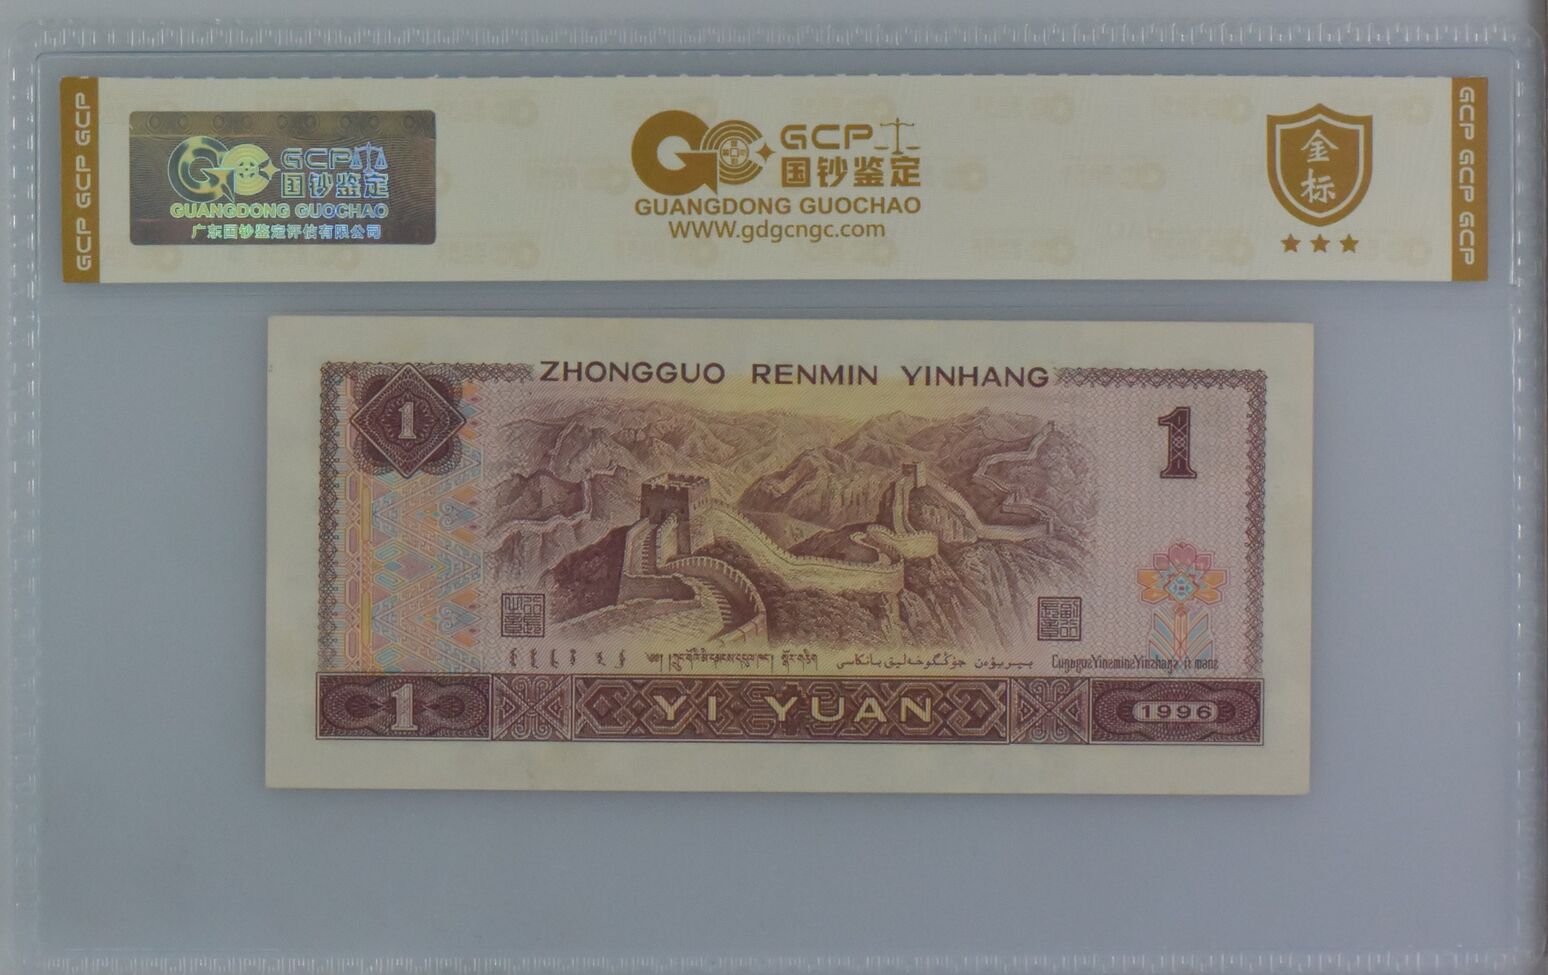 GCP GCP GCP
GCP
国钞鉴定
GUANGDONG GUOCHAO
广东国钞鉴定评估有限公司
GCP
国钞鉴定
GUANGDONG GUOCHAO
WWW.gdgcngc.com
金
标
GCP GCP GCP
ZHONGGUO RENMIN YINHANG
1
1
1
YI YUAN
1996